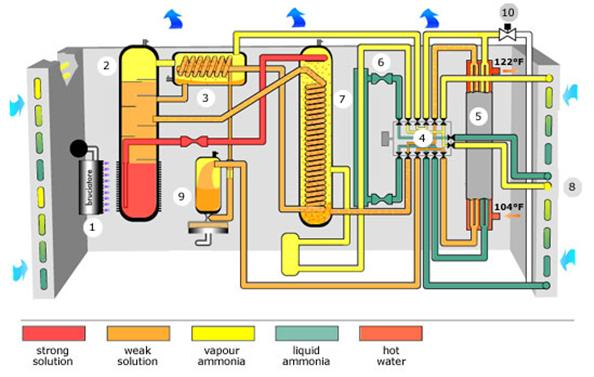 10
2
6
122°F
3
7
5
4
8
bruciatore
9
104°F
1
strong
solution
weak
solution
vapour
ammonia
liquid
ammonia
hot
water